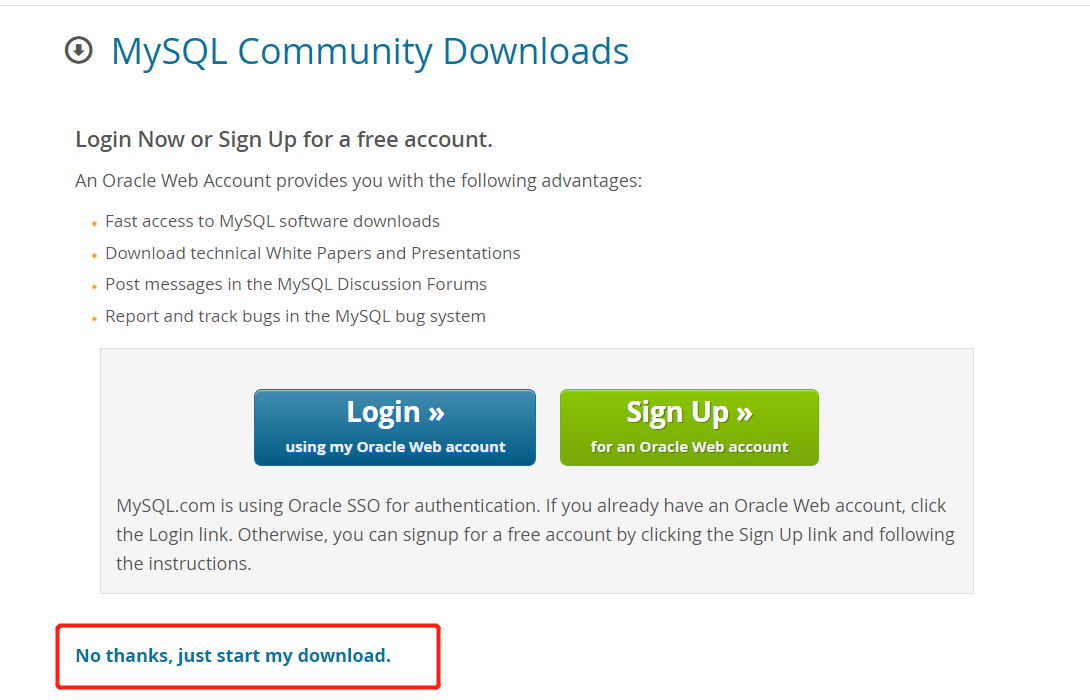 MySQL Community Downloads
Login Now or Sign Up for a free account.
An Oracle Web Account provides you with the following advantages:
Fast access to MySQL software downloads
Download technical White Papers and Presentations
Post messages in the MySQL Discussion Forums
Report and track bugs in the MySQL bug system
Login »
using my Oracle Web account
Sign Up »
for an Oracle Web account
MySQL.com is using Oracle SSO for authentication. If you already have an Oracle Web account, click
the Login link. Otherwise, you can signup for a free account by clicking the Sign Up link and following
the instructions.
No thanks, just start my download.